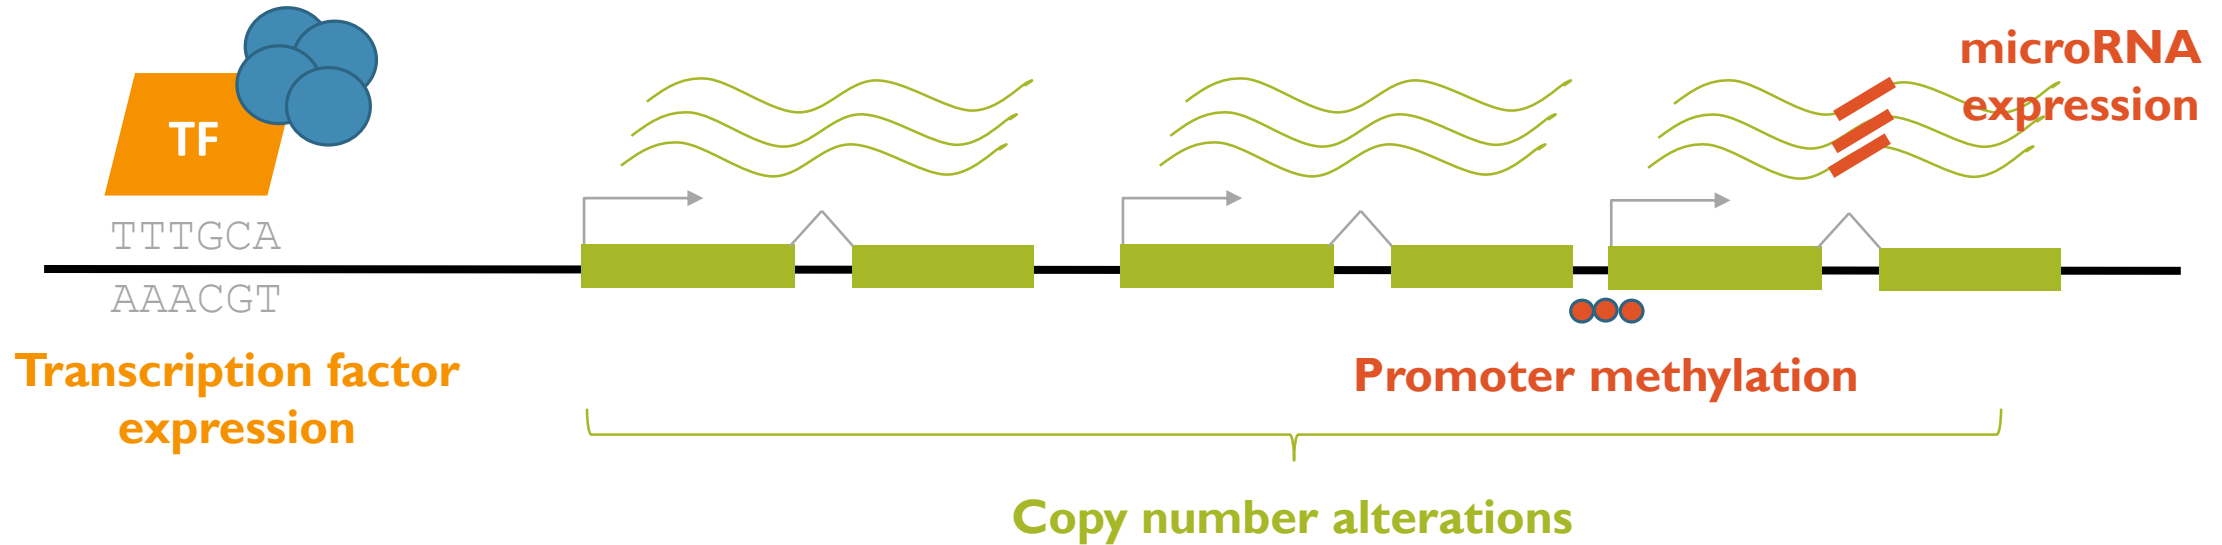 microRNA
expression
TF
TTTGCA
AAACGT
Transcription factor
expression
Promoter methylation
Copy number alterations